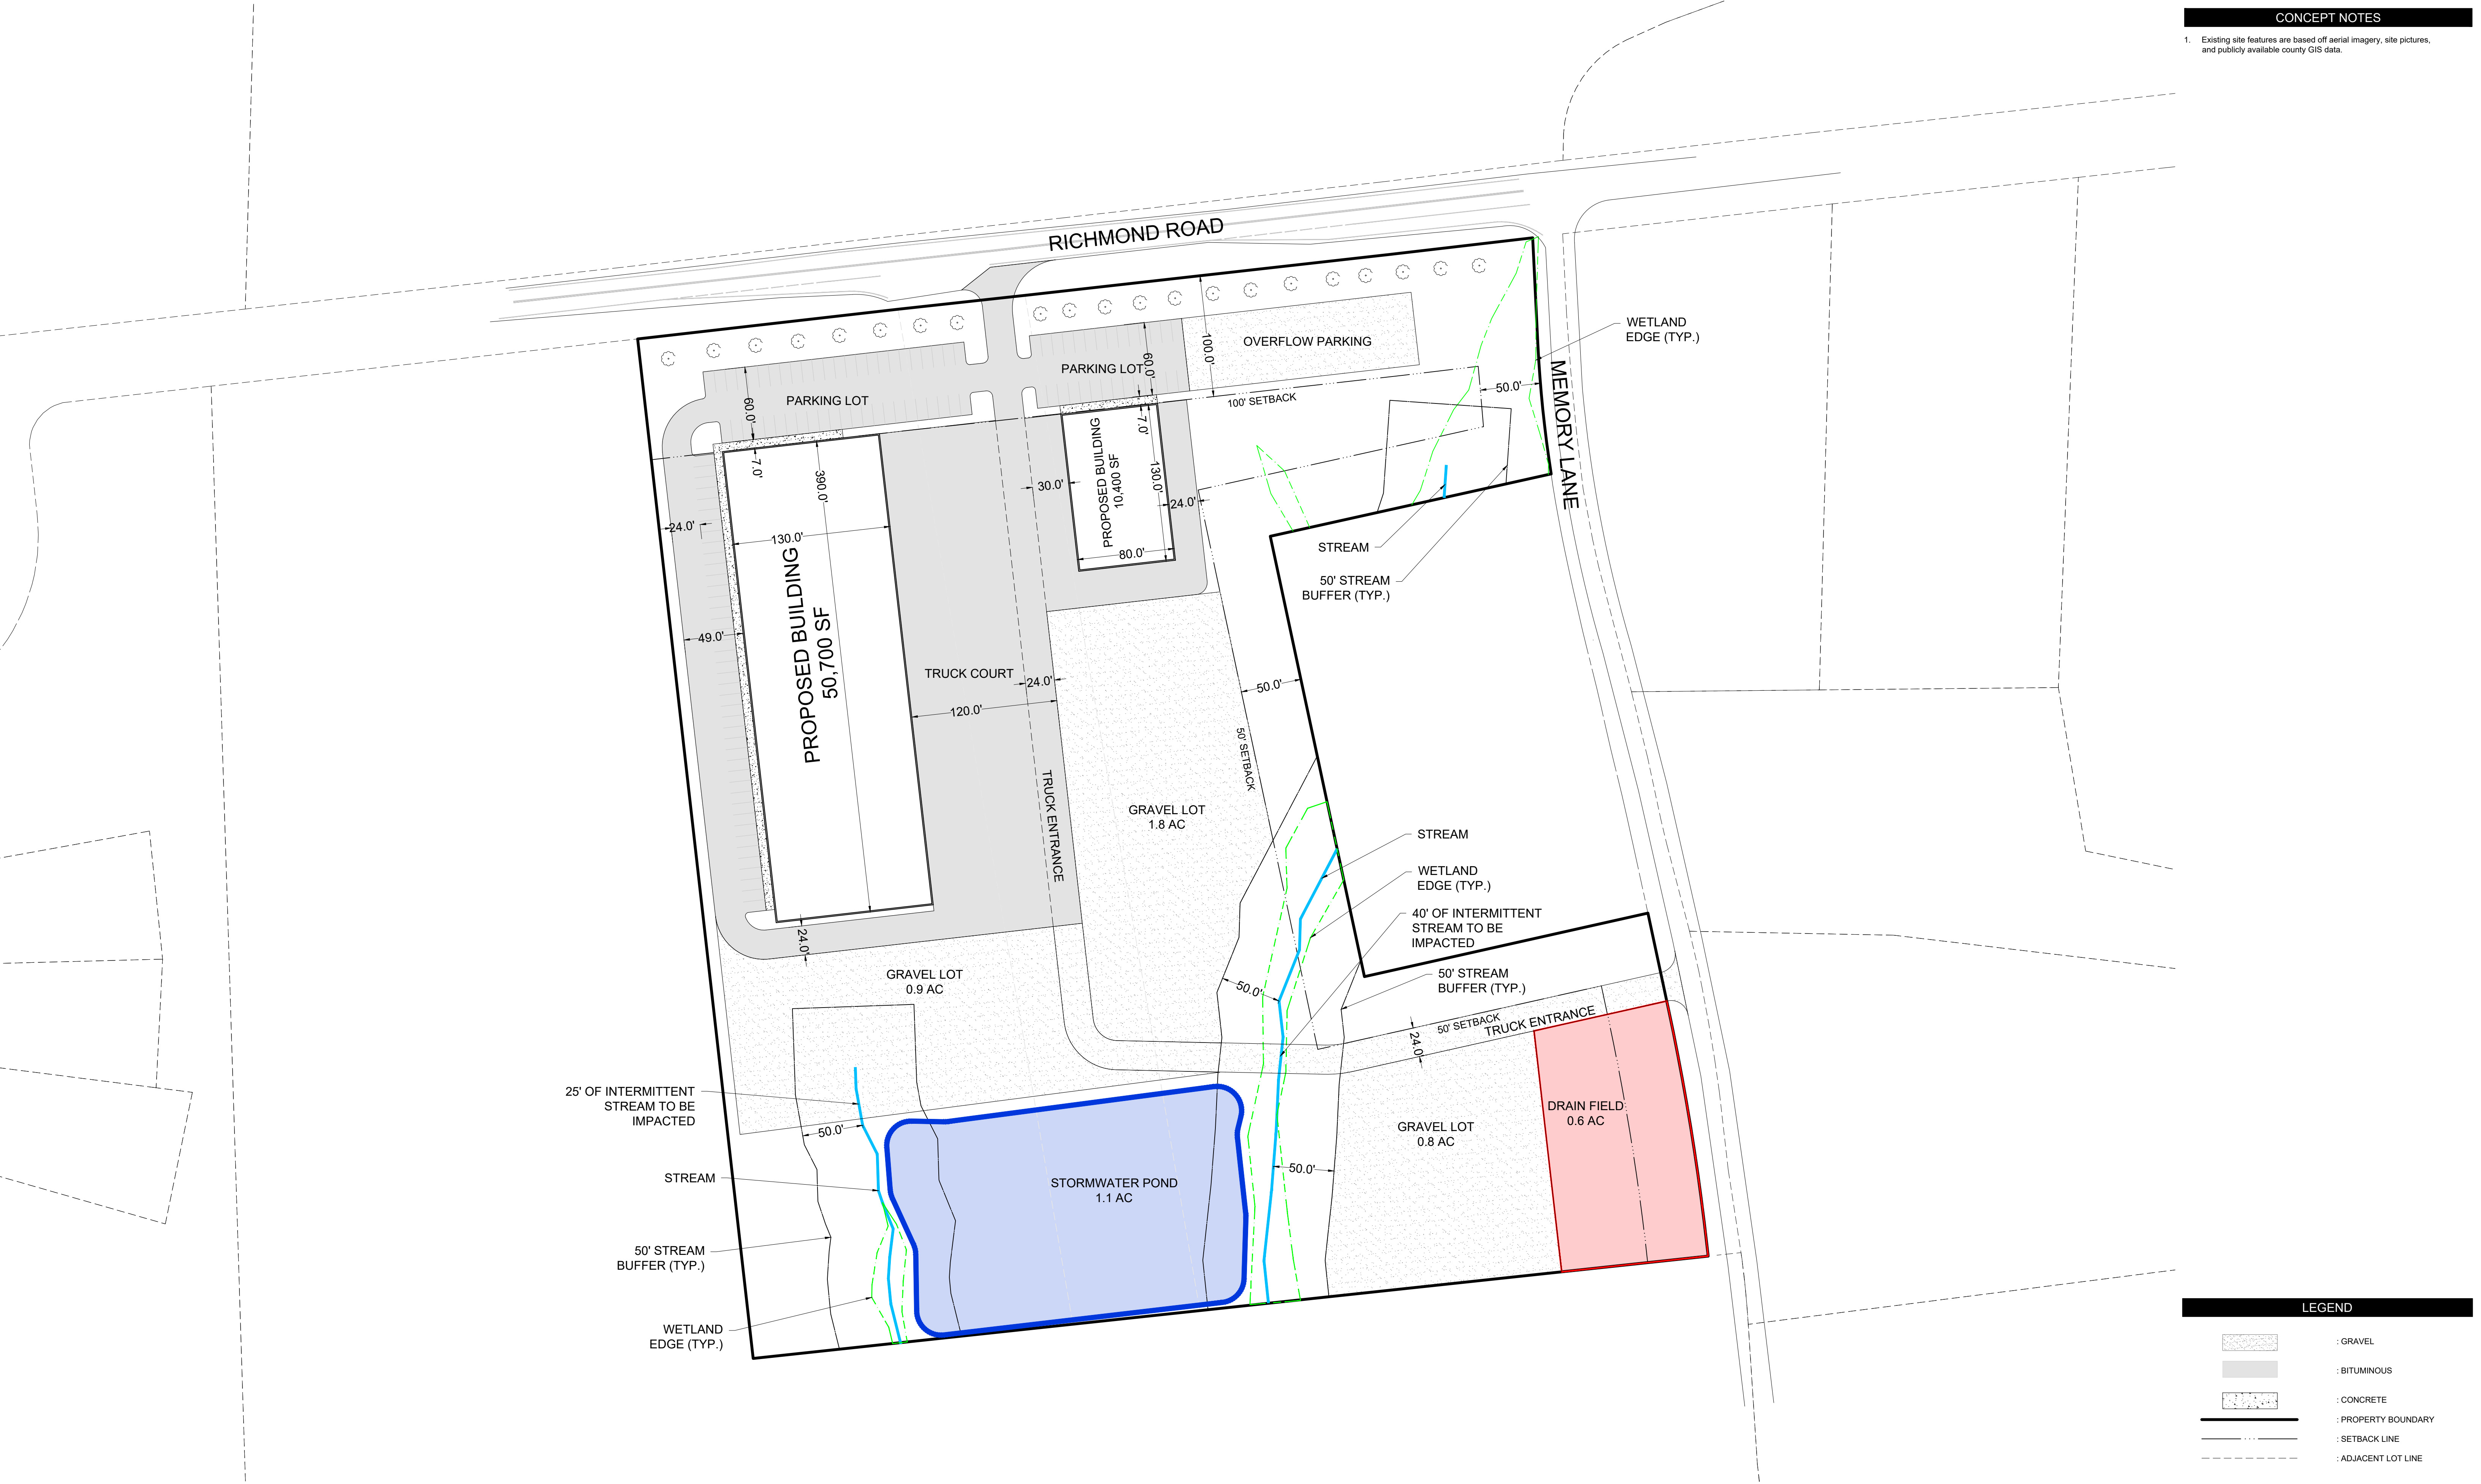 CONCEPT NOTES
1. Existing site features are based off aerial imagery, site pictures,
and publicly available county GIS data.
RICHMOND ROAD
MEMORY LANE
WETLAND
EDGE (TYP.)
OVERFLOW PARKING
100.0'
PARKING LOT
60.0'
PARKING LOT
60.0'
50.0'
100' SETBACK
7.0'
7.0'
PROPOSED BUILDING
10,400 SF
130.0'
80.0'
30.0'
24.0'
24.0'
390.0'
130.0'
PROPOSED BUILDING
50,700 SF
49.0'
STREAM
50' STREAM
BUFFER (TYP.)
TRUCK COURT
24.0'
120.0'
50.0'
50' SETBACK
TRUCK ENTRANCE
GRAVEL LOT
1.8 AC
STREAM
WETLAND
EDGE (TYP.)
40' OF INTERMITTENT
STREAM TO BE
IMPACTED
50' STREAM
BUFFER (TYP.)
24.0'
GRAVEL LOT
0.9 AC
50.0'
50' SETBACK
TRUCK ENTRANCE
24.0'
25' OF INTERMITTENT
STREAM TO BE
IMPACTED
50.0'
DRAIN FIELD
0.6 AC
GRAVEL LOT
0.8 AC
50.0'
STREAM
STORMWATER POND
1.1 AC
50' STREAM
BUFFER (TYP.)
WETLAND
EDGE (TYP.)
LEGEND
: GRAVEL
: BITUMINOUS
: CONCRETE
: PROPERTY BOUNDARY
: SETBACK LINE
: ADJACENT LOT LINE